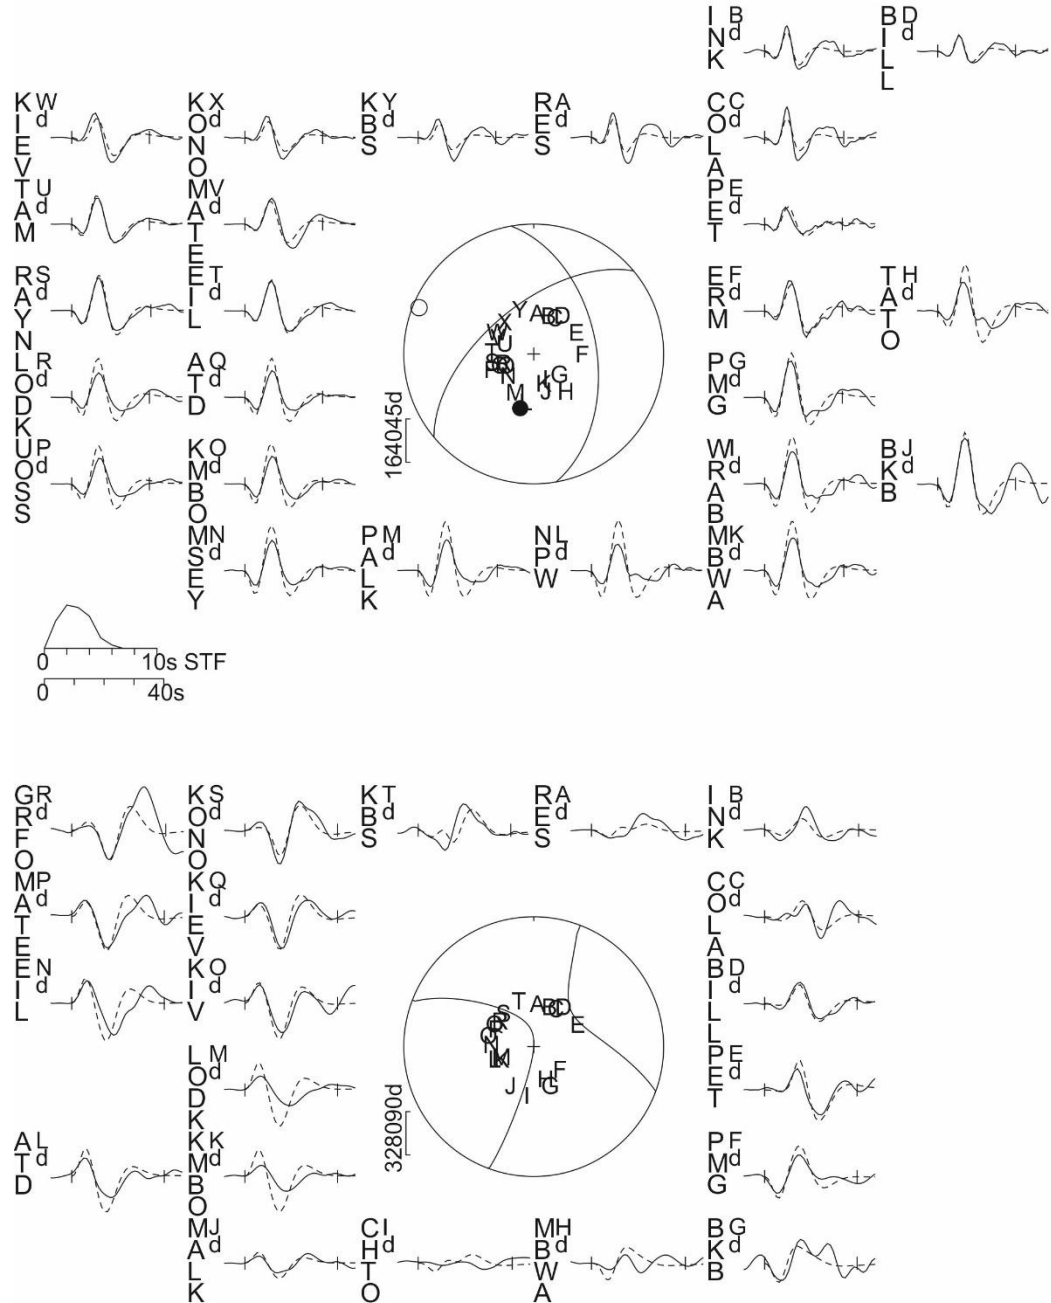 INK B d BILL D d
KIEV W d KONO X d KBS Y d RES A d COLA C d
TAM U d MATE V d PET E d
RAYN S d EIL T d ERM F d TATO H d
LODK R d ATD Q d PMG G d
UOSS P d KMBO O d WRAB I d BKB J d
MSEY N d PALK M d NPW L d MBWA K d
Y A B C D
X
W E
U
T F
G
N
K J H
M
164045d
0 10s STF
0 40s
GRFO R d KONO S d KBS T d RES A d INK B d
MATE P d KIEV Q d COLA C d
EIL N d KIV O d BILL D d
LODK M d PET E d
ATD L d KMBO K d PMG F d
MALK J d CHTO I d MBWA H d BKB G d
T A B C D
S
E
F
H
J G
I
328090d